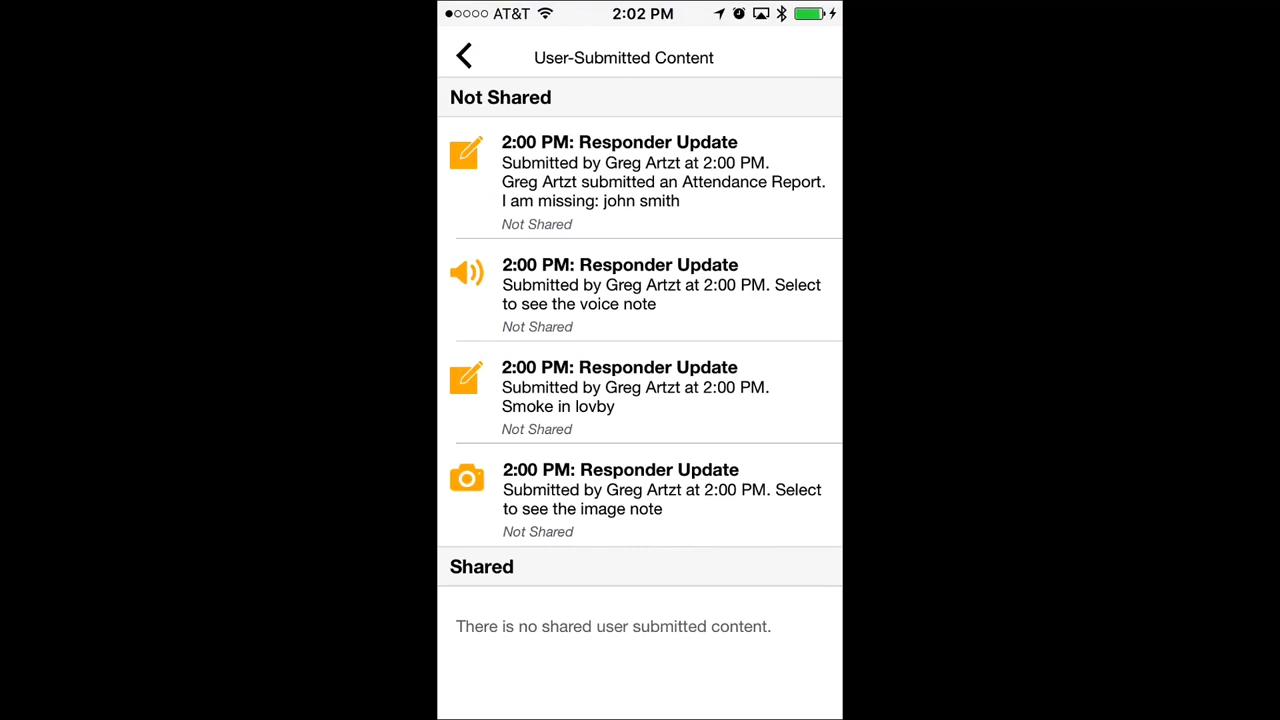 AT&T 2:02 PM
User-Submitted Content
Not Shared
2:00 PM: Responder Update
Submitted by Greg Artzt at 2:00 PM.
Greg Artzt submitted an Attendance Report.
I am missing: john smith
Not Shared
2:00 PM: Responder Update
Submitted by Greg Artzt at 2:00 PM. Select
to see the voice note
Not Shared
2:00 PM: Responder Update
Submitted by Greg Artzt at 2:00 PM.
Smoke in lovby
Not Shared
2:00 PM: Responder Update
Submitted by Greg Artzt at 2:00 PM. Select
to see the image note
Not Shared
Shared
There is no shared user submitted content.